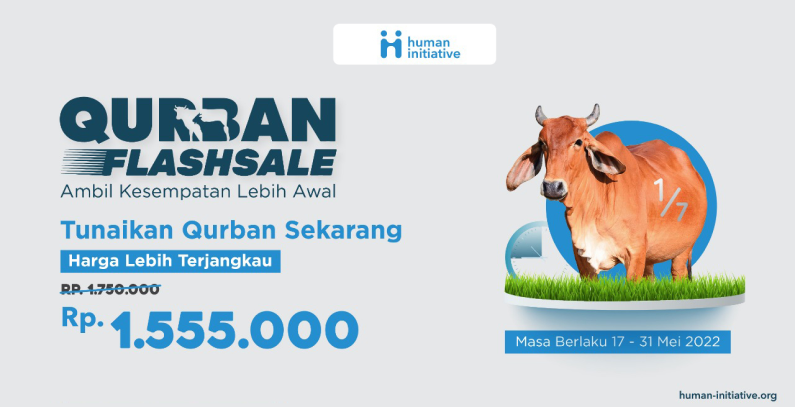 human
initiative
QURBAN
FLASHSALE
Ambil Kesempatan Lebih Awal
Tunaikan Qurban Sekarang
Harga Lebih Terjangkau
RP. 1.750.000
Rp. 1.555.000
1/7
Masa Berlaku 17 - 31 Mei 2022
human-initiative.org